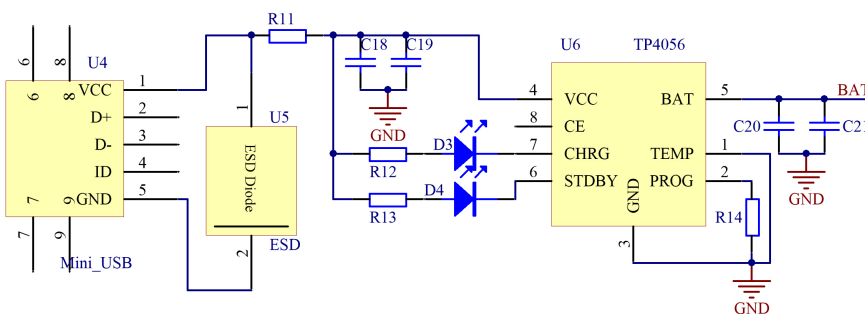 R11
6
8
U4
C18
C19
U6
TP4056
VCC
1
6
8
D+
2
1
U5
GND
4
VCC
BAT
5
BAT
8
CE
C20
C21
D-
3
ESD Diode
D3
7
CHRG
TEMP
1
ID
4
R12
6
STDBY
PROG
2
GND
5
D4
GND
7
9
R13
GND
R14
7
9
2
ESD
3
Mini_USB
GND